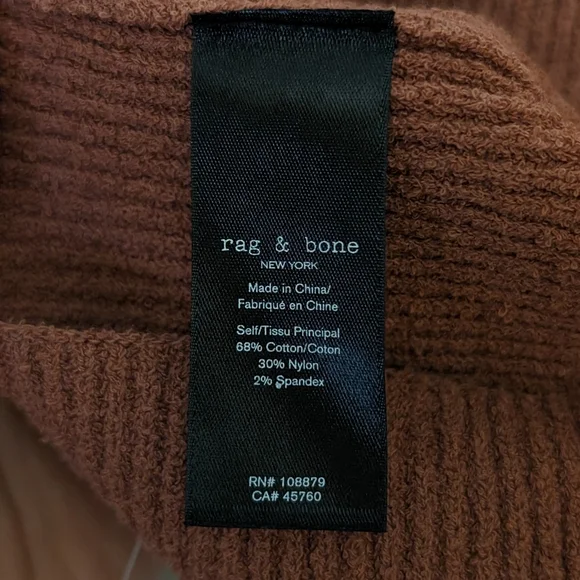 rag & bone
NEW YORK
Made in China/
Fabriqué en Chine
Self/Tissu Principal
68% Cotton/Coton
30% Nylon
2% Spandex
RN# 108879
CA# 45760